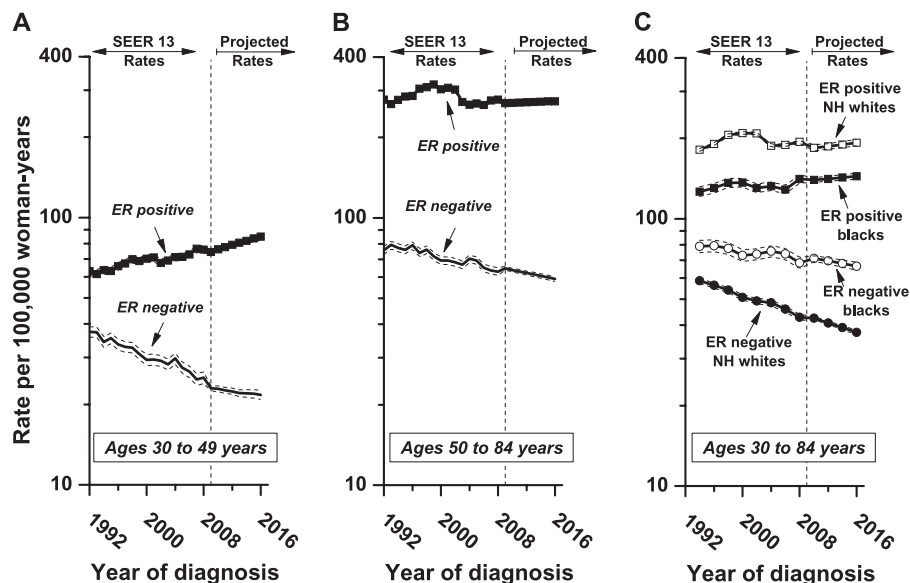 A
B
C
SEER 13
Rates
Projected
Rates
SEER 13
Rates
Projected
Rates
SEER 13
Rates
Projected
Rates
Rate per 100,000 woman-years
400
100
10
ER positive
ER negative
Ages 30 to 49 years
1992
2000
2008
2016
Year of diagnosis
400
100
10
ER positive
ER negative
Ages 50 to 84 years
1992
2000
2008
2016
Year of diagnosis
400
100
10
ER positive
NH whites
ER positive
blacks
ER negative
blacks
ER negative
NH whites
Ages 30 to 84 years
1992
2000
2008
2016
Year of diagnosis